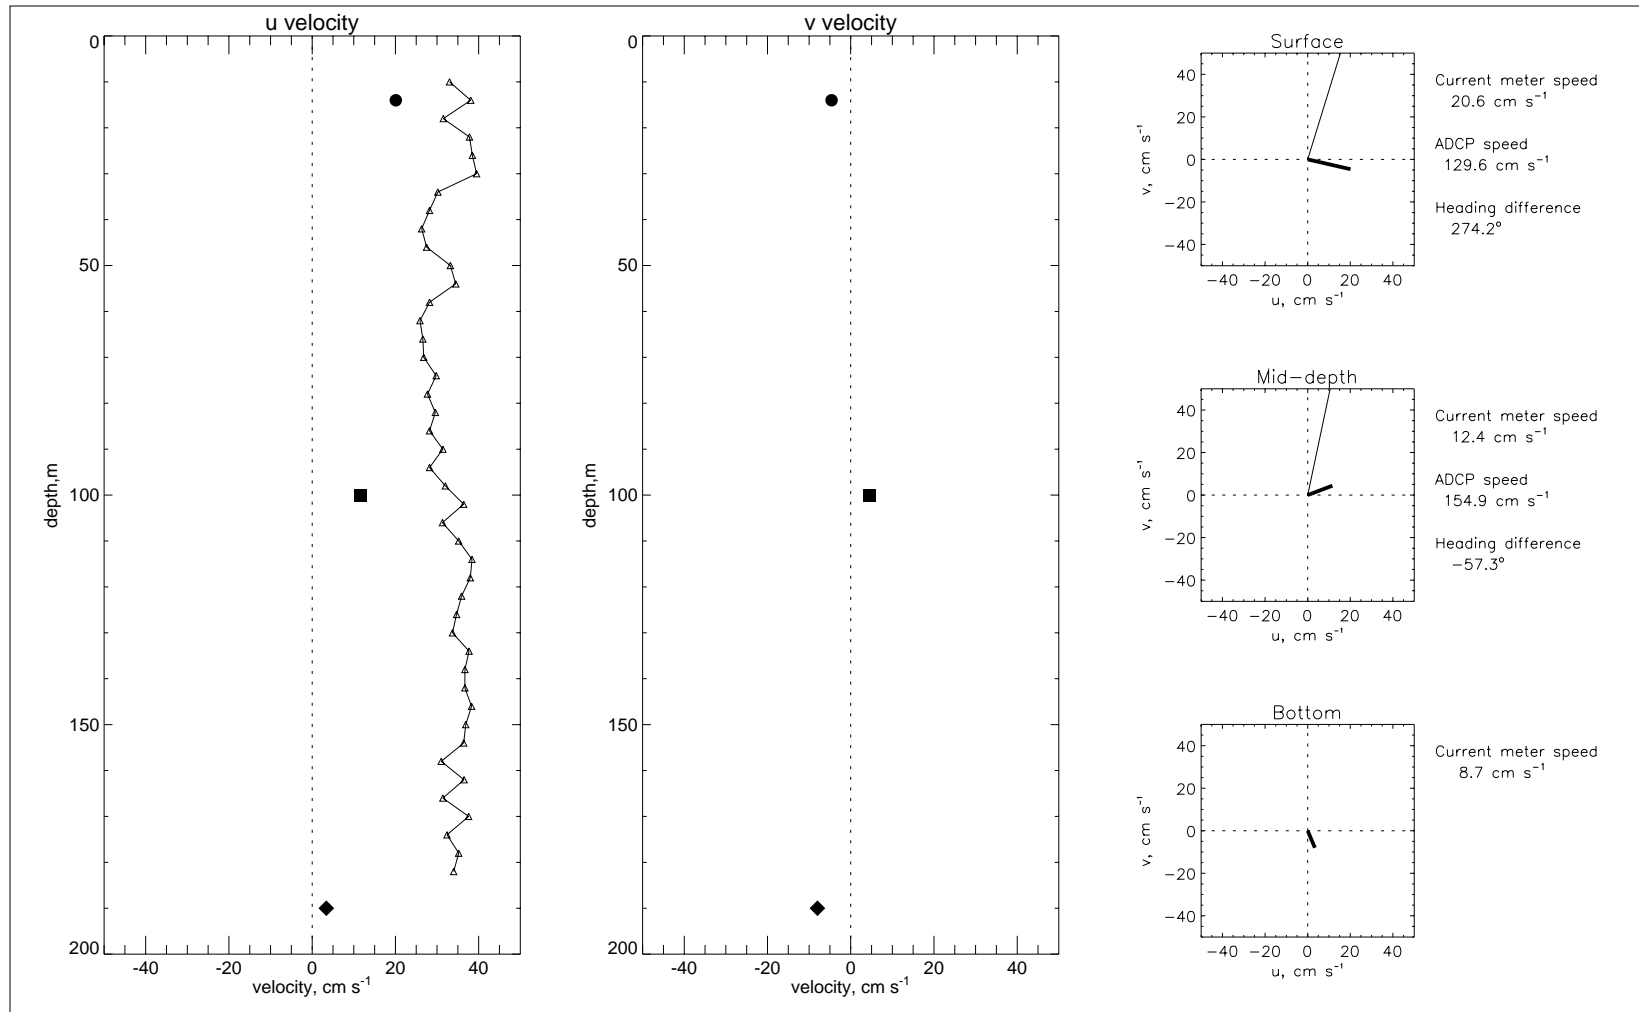 u velocity
0
50
100
150
200
depth,m
-40 -20 0 20 40
velocity, cm s⁻¹
v velocity
0
50
100
150
200
depth,m
-40 -20 0 20 40
velocity, cm s⁻¹
Surface
40
20
0
−20
−40
v, cm s⁻¹
−40 −20 0 20 40
u, cm s⁻¹
Current meter speed
20.6 cm s⁻¹
ADCP speed
129.6 cm s⁻¹
Heading difference
274.2°
Mid−depth
40
20
0
−20
−40
v, cm s⁻¹
−40 −20 0 20 40
u, cm s⁻¹
Current meter speed
12.4 cm s⁻¹
ADCP speed
154.9 cm s⁻¹
Heading difference
−57.3°
Bottom
40
20
0
−20
−40
v, cm s⁻¹
−40 −20 0 20 40
u, cm s⁻¹
Current meter speed
8.7 cm s⁻¹